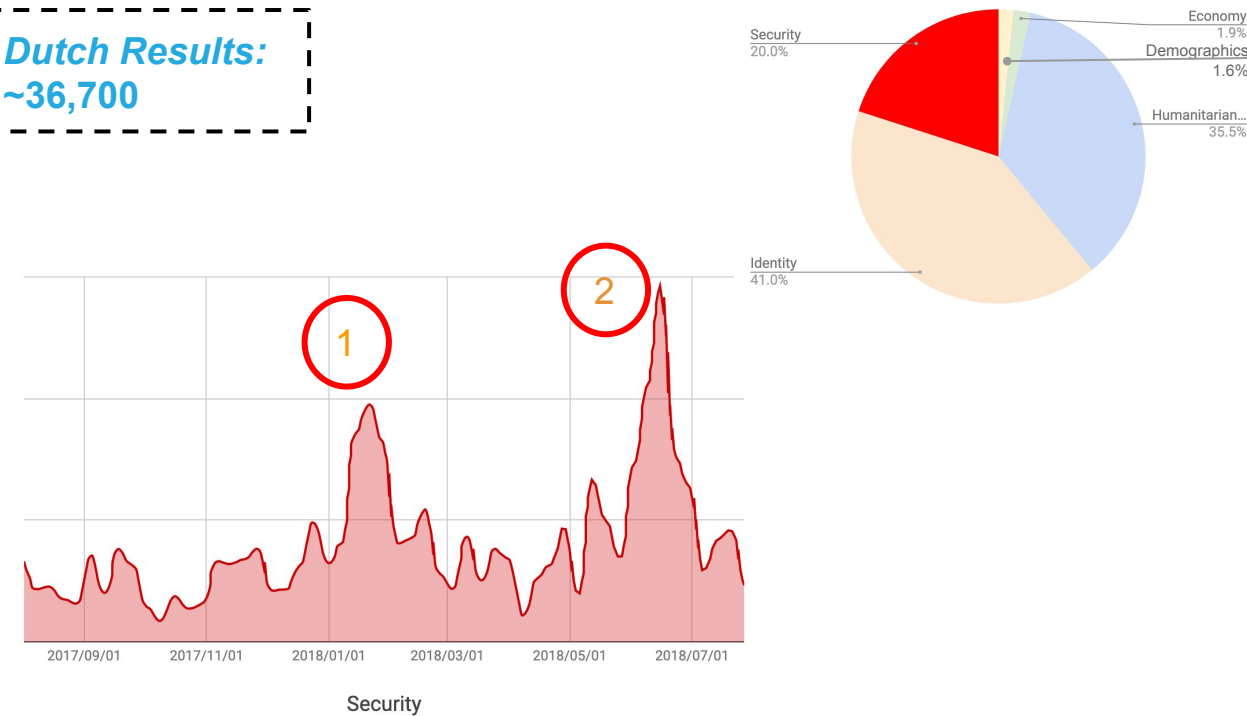 Dutch Results:
~36,700
Security
20.0%
Economy
1.9%
Demographics
1.6%
Humanitarian...
35.5%
Identity
41.0%
1
2
2017/09/01
2017/11/01
2018/01/01
2018/03/01
2018/05/01
2018/07/01
Security